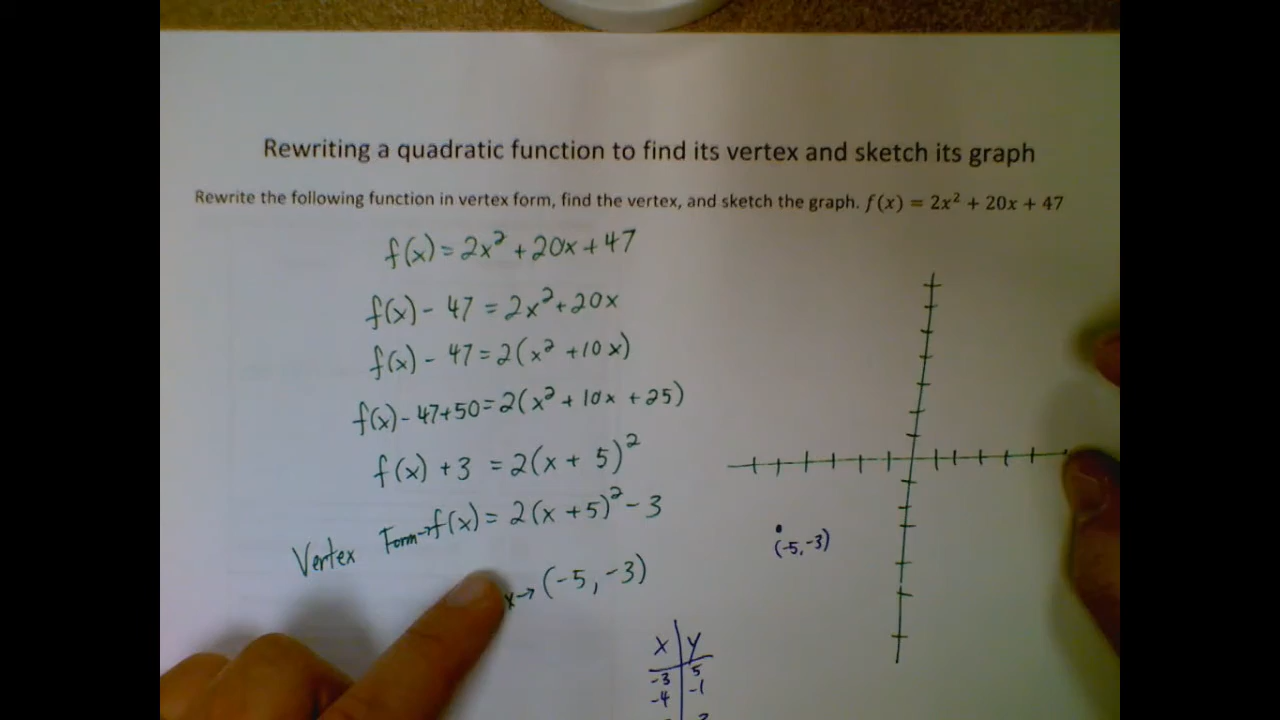 Rewriting a quadratic function to find its vertex and sketch its graph
Rewrite the following function in vertex form, find the vertex, and sketch the graph. f(x) = 2x² + 20x + 47
f(x) = 2x² + 20x + 47
f(x) - 47 = 2x² + 20x
f(x) - 47 = 2(x² + 10x)
f(x) - 47 + 50 = 2(x² + 10x + 25)
f(x) + 3 = 2(x + 5)²
Vertex Form → f(x) = 2(x + 5)² - 3
x → (-5, -3)
(-5, -3)
x | y
-3 | 5
-4 | -1